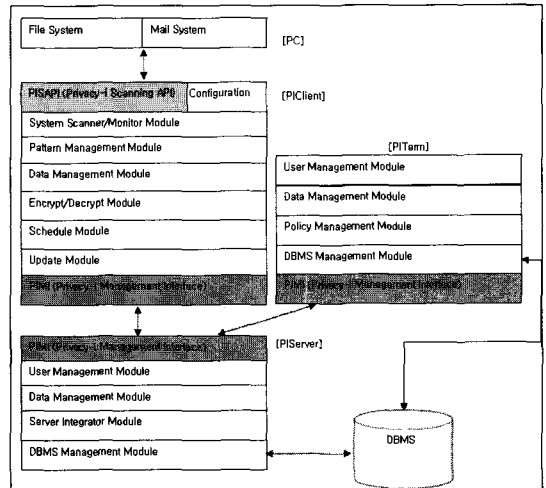 File System
Mail System
[PC]
PISAPI (Privacy-I Scanning API)
Configuration
[PIClient]
System Scanner/Monitor Module
Pattern Management Module
Data Management Module
Encrypt/Decrypt Module
Schedule Module
Update Module
PIMI (Privacy-I Management Interface)
[PITerm]
User Management Module
Data Management Module
Policy Management Module
DBMS Management Module
PIMI (Privacy-I Management Interface)
PIMI (Privacy-I Management Interface)
[PIServer]
User Management Module
Data Management Module
Server Integrator Module
DBMS Management Module
DBMS